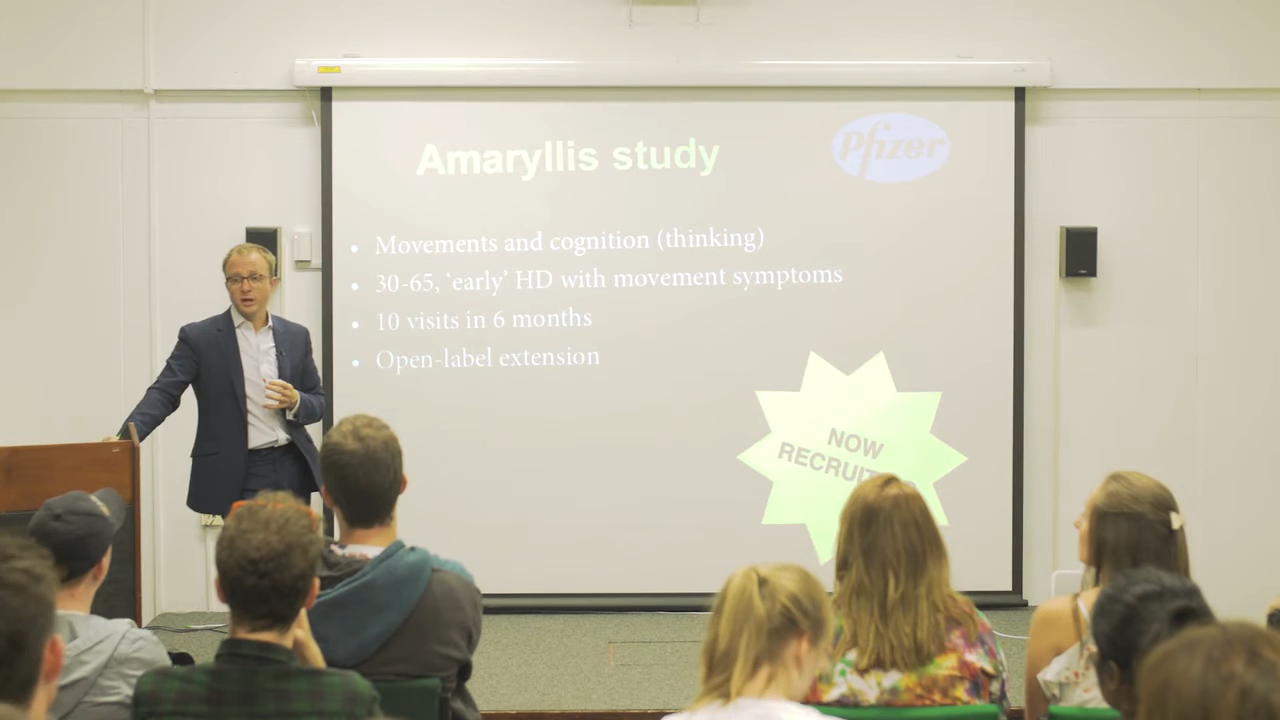 Amaryllis study
Pfizer
• Movements and cognition (thinking)
• 30-65, ‘early’ HD with movement symptoms
• 10 visits in 6 months
• Open-label extension
NOW